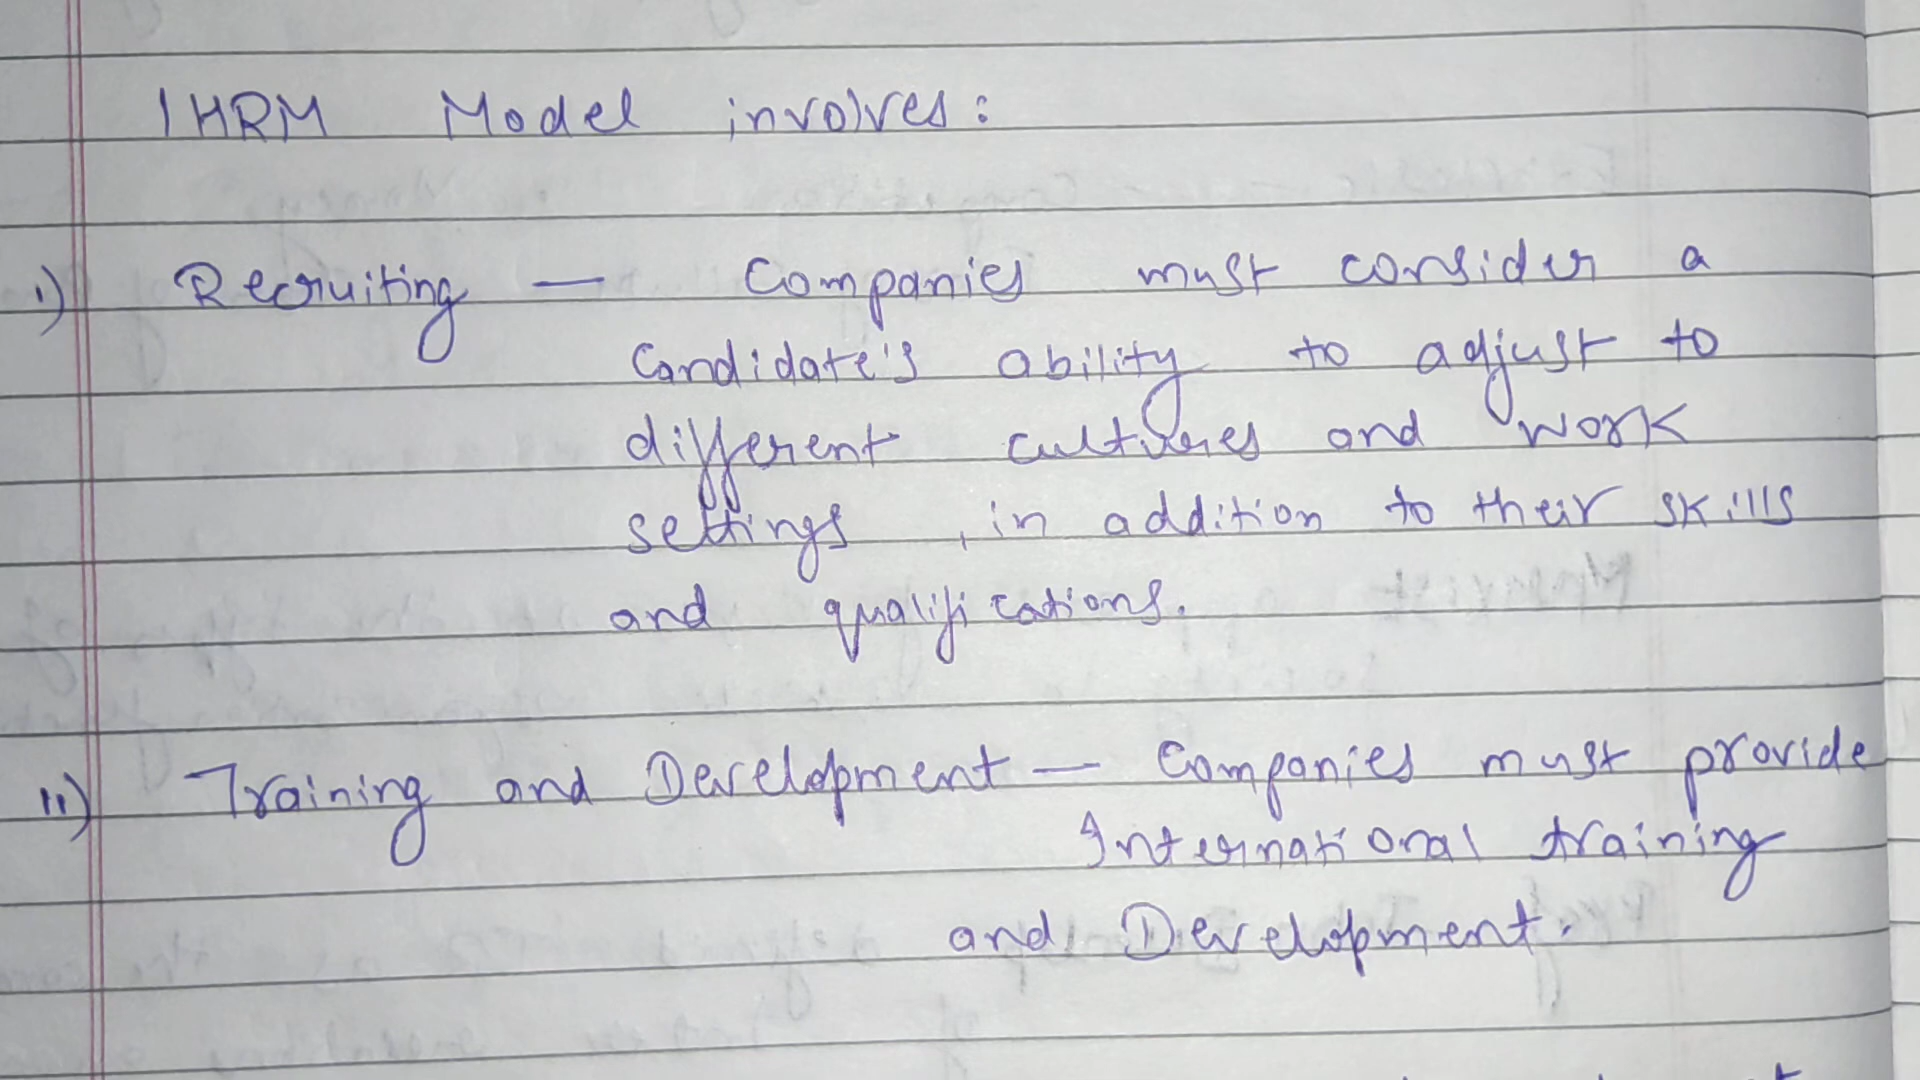 IHRM Model involves:
i) Recruiting — Companies must consider a
Candidate's ability to adjust to
different cultures and work
settings , in addition to their skills
and qualifications.
ii) Training and Development — Companies must provide
International training
and Development.